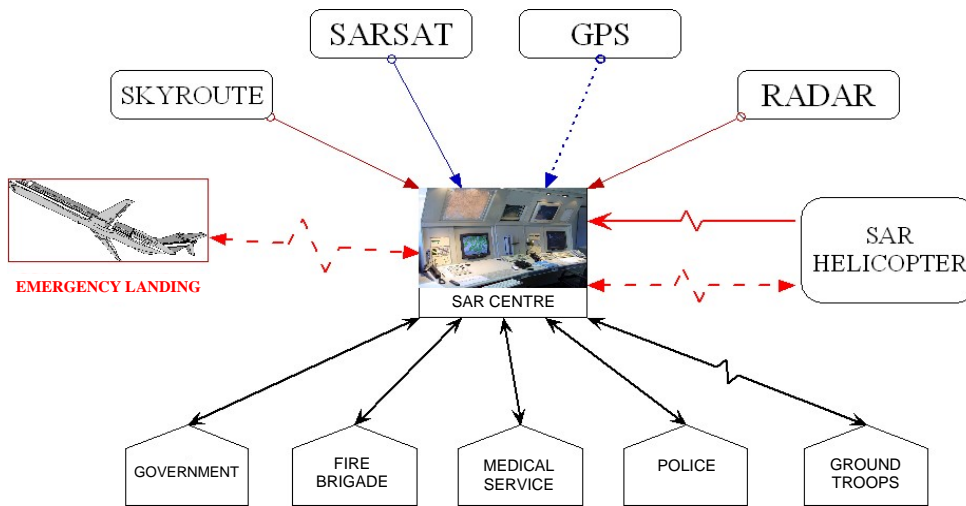 SARSAT
GPS
SKYROUTE
RADAR
EMERGENCY LANDING
SAR
HELICOPTER
SAR CENTRE
GOVERNMENT
FIRE
BRIGADE
MEDICAL
SERVICE
POLICE
GROUND
TROOPS